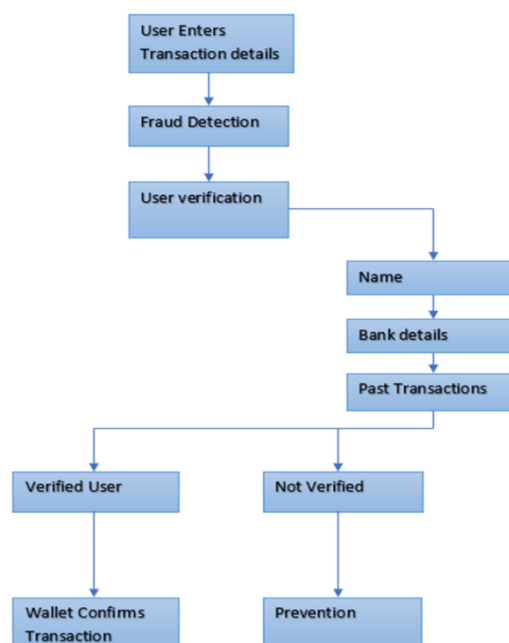 User Enters
Transaction details
Fraud Detection
User verification
Name
Bank details
Past Transactions
Verified User
Not Verified
Wallet Confirms
Transaction
Prevention